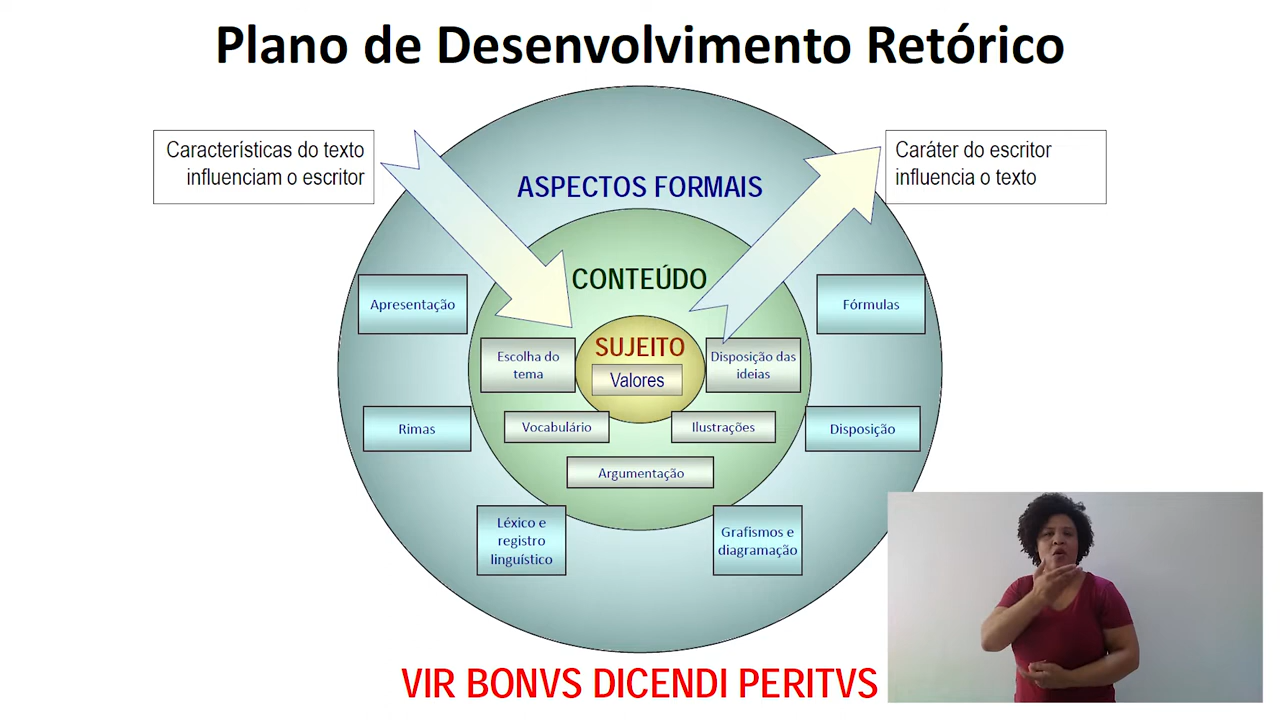 Plano de Desenvolvimento Retórico
Características do texto
influenciam o escritor
Caráter do escritor
influencia o texto
ASPECTOS FORMAIS
CONTEÚDO
Apresentação
Fórmulas
SUJEITO
Valores
Escolha do
tema
Disposição das
ideias
Rimas
Vocabulário
Ilustrações
Disposição
Argumentação
Léxico e
registro
linguístico
Grafismos e
diagramação
VIR BONVS DICENDI PERITVS